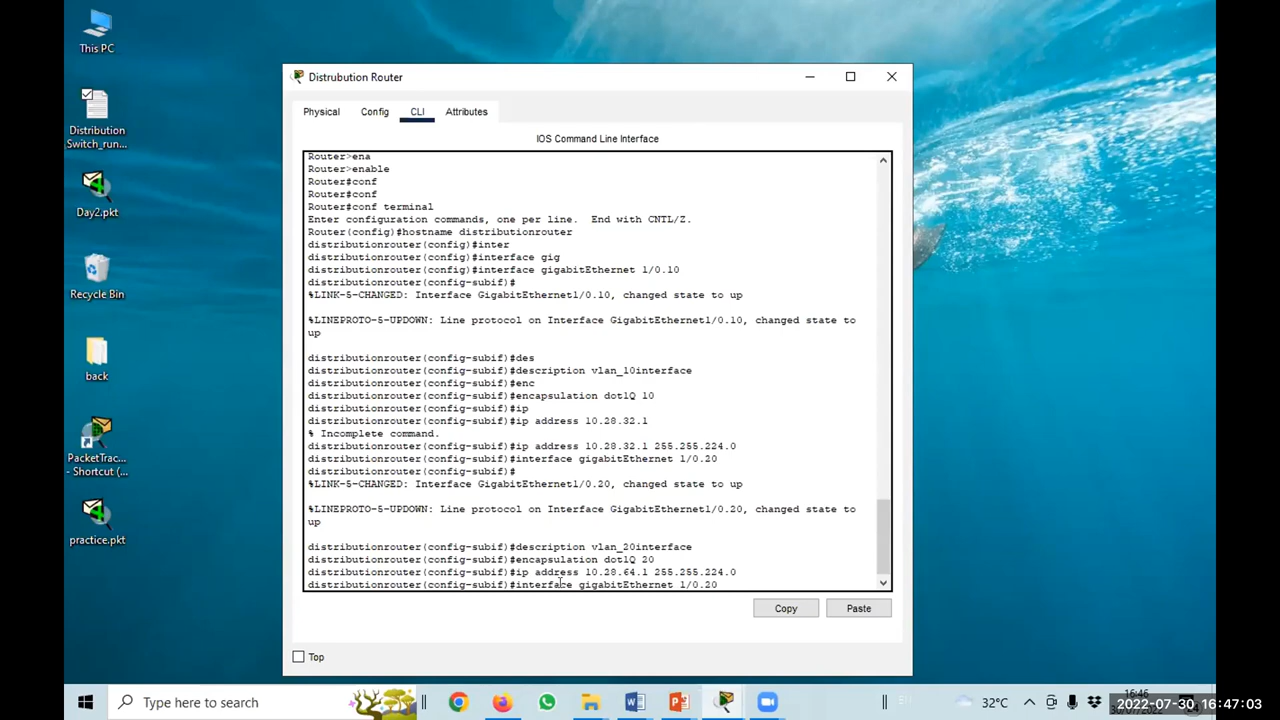 This PC
Distribution
Switch_run...
Day2.pkt
Recycle Bin
back
PacketTrac...
- Shortcut (...
practice.pkt
Distrubution Router
Physical
Config
CLI
Attributes
IOS Command Line Interface
Router>ena
Router>enable
Router#conf
Router#conf
Router#conf terminal
Enter configuration commands, one per line.  End with CNTL/Z.
Router(config)#hostname distributionrouter
distributionrouter(config)#inter
distributionrouter(config)#interface gig
distributionrouter(config)#interface gigabitEthernet 1/0.10
distributionrouter(config-subif)#
%LINK-5-CHANGED: Interface GigabitEthernet1/0.10, changed state to up
%LINEPROTO-5-UPDOWN: Line protocol on Interface GigabitEthernet1/0.10, changed state to
up
distributionrouter(config-subif)#des
distributionrouter(config-subif)#description vlan_10interface
distributionrouter(config-subif)#enc
distributionrouter(config-subif)#encapsulation dot1Q 10
distributionrouter(config-subif)#ip
distributionrouter(config-subif)#ip address 10.28.32.1
% Incomplete command.
distributionrouter(config-subif)#ip address 10.28.32.1 255.255.224.0
distributionrouter(config-subif)#interface gigabitEthernet 1/0.20
distributionrouter(config-subif)#
%LINK-5-CHANGED: Interface GigabitEthernet1/0.20, changed state to up
%LINEPROTO-5-UPDOWN: Line protocol on Interface GigabitEthernet1/0.20, changed state to
up
distributionrouter(config-subif)#description vlan_20interface
distributionrouter(config-subif)#encapsulation dot1Q 20
distributionrouter(config-subif)#ip address 10.28.64.1 255.255.224.0
distributionrouter(config-subif)#interface gigabitEthernet 1/0.20
Copy
Paste
Top
Type here to search
32°C
16:46
2022-07-30 16:47:03